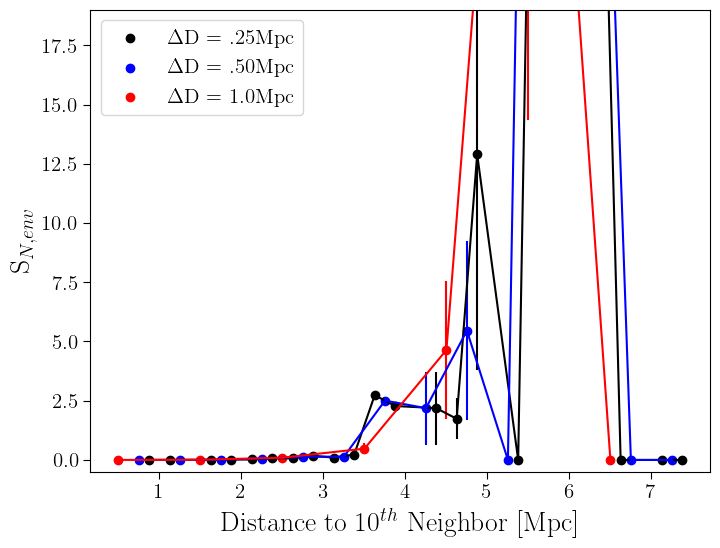 ΔD = .25Mpc
ΔD = .50Mpc
ΔD = 1.0Mpc
17.5
15.0
12.5
10.0
7.5
5.0
2.5
0.0
S_{N,env}
1 2 3 4 5 6 7
Distance to 10^{th} Neighbor [Mpc]